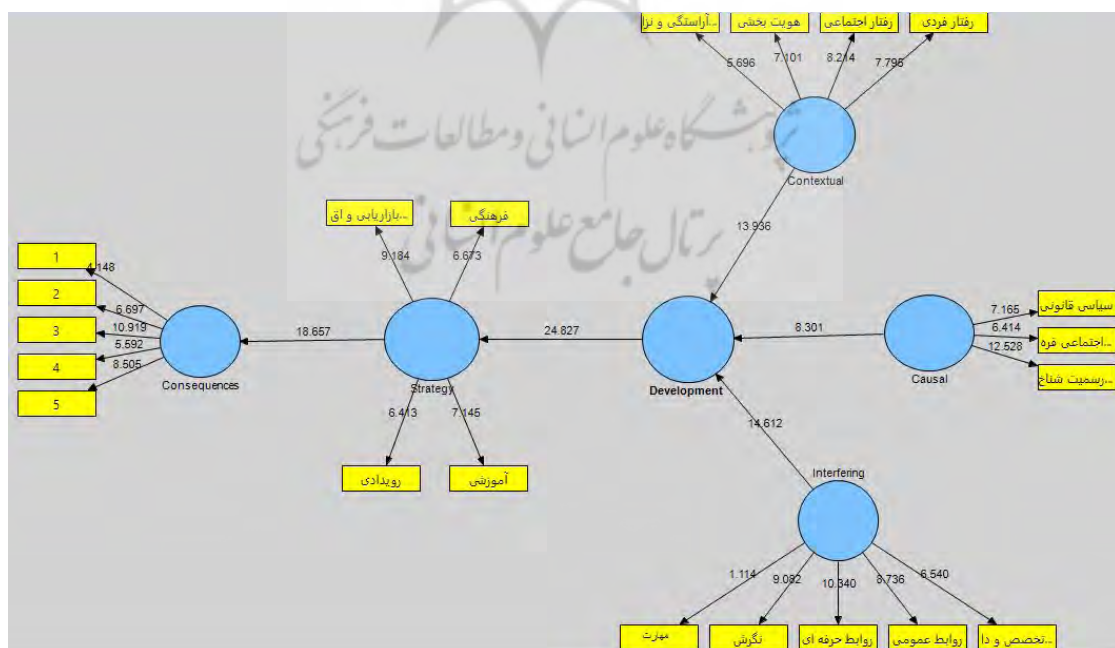 رفتار فردی
رفتار اجتماعی
هویت بخشی
...آراستگی و نزا
5.696
7.101
8.214
7.795
Contextual
پژوهشگاه علوم انسانی و مطالعات فرهنگی
پرتال جامع علوم انسانی
13.936
فرهنگی
...بازاریابی و اق
9.184
6.673
Strategy
6.413
7.145
رویدادی
آموزشی
1
2
3
4
5
4.148
6.697
10.919
5.592
8.505
Consequences
18.657
24.827
Development
8.301
Causal
7.165
6.414
12.528
سیاسی قانونی
...اجتماعی فره
...رسمیت شناخ
14.612
Interfering
1.114
9.082
10.340
8.736
6.540
مهارت
نگرش
روابط حرفه ای
روابط عمومی
...تخصص و دا